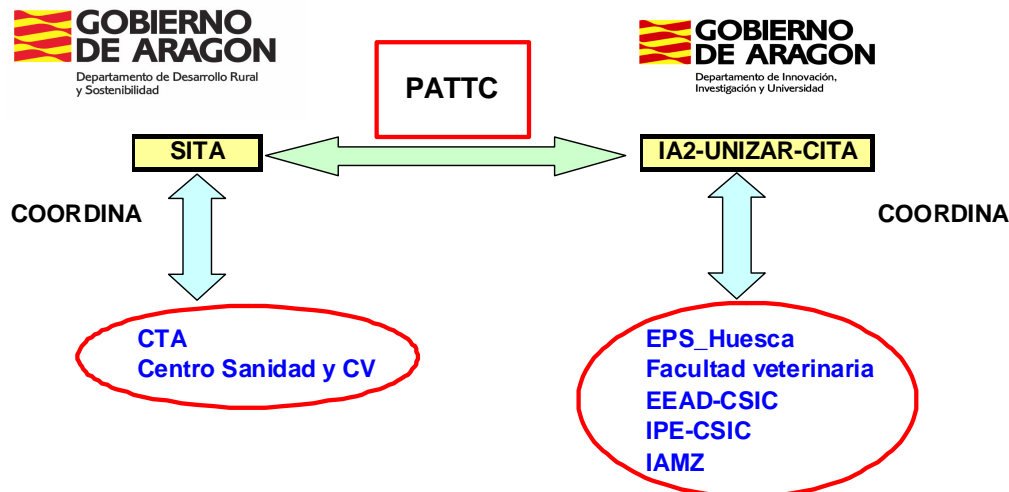 GOBIERNO
DE ARAGON
Departamento de Desarrollo Rural
y Sostenibilidad
PATTC
GOBIERNO
DE ARAGON
Departamento de Innovación,
Investigación y Universidad
SITA
IA2-UNIZAR-CITA
COORDINA
COORDINA
CTA
Centro Sanidad y CV
EPS_Huesca
Facultad veterinaria
EEAD-CSIC
IPE-CSIC
IAMZ